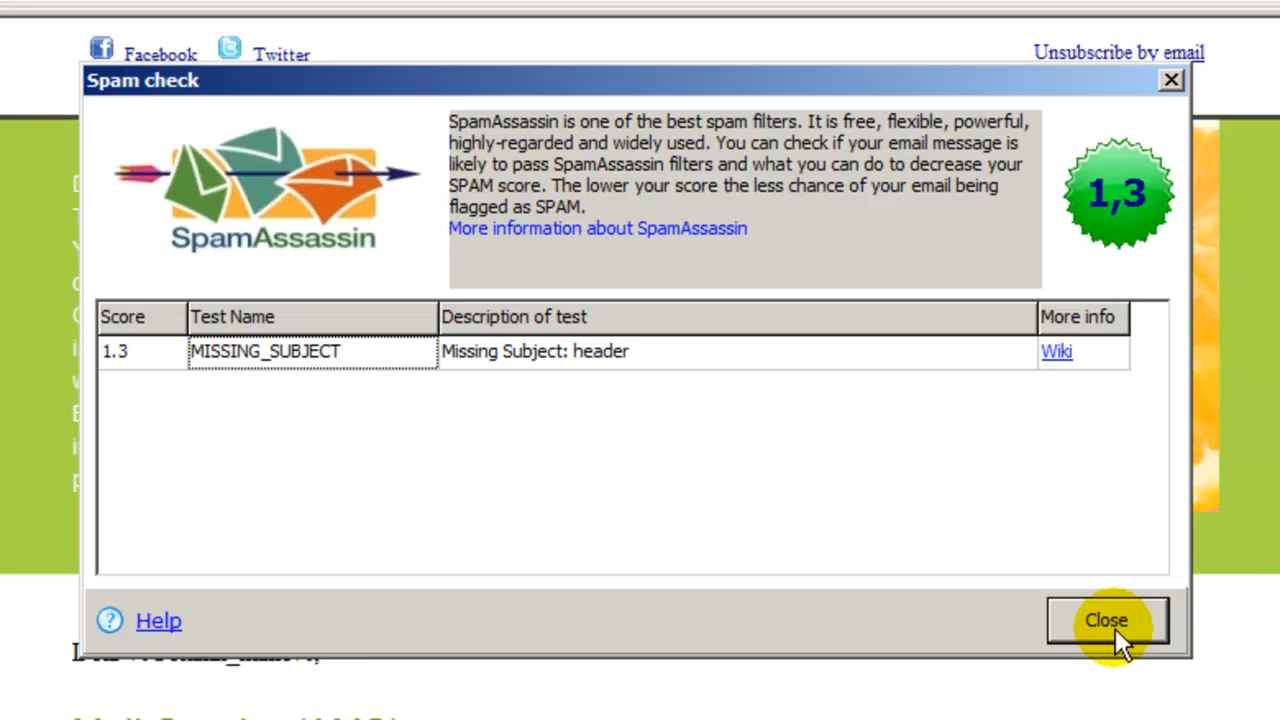 Facebook Twitter Unsubscribe by email
Spam check
SpamAssassin
SpamAssassin is one of the best spam filters. It is free, flexible, powerful,
highly-regarded and widely used. You can check if your email message is
likely to pass SpamAssassin filters and what you can do to decrease your
SPAM score. The lower your score the less chance of your email being
flagged as SPAM.
More information about SpamAssassin
1,3
Score Test Name Description of test More info
1.3 MISSING_SUBJECT Missing Subject: header Wiki
Help
Close